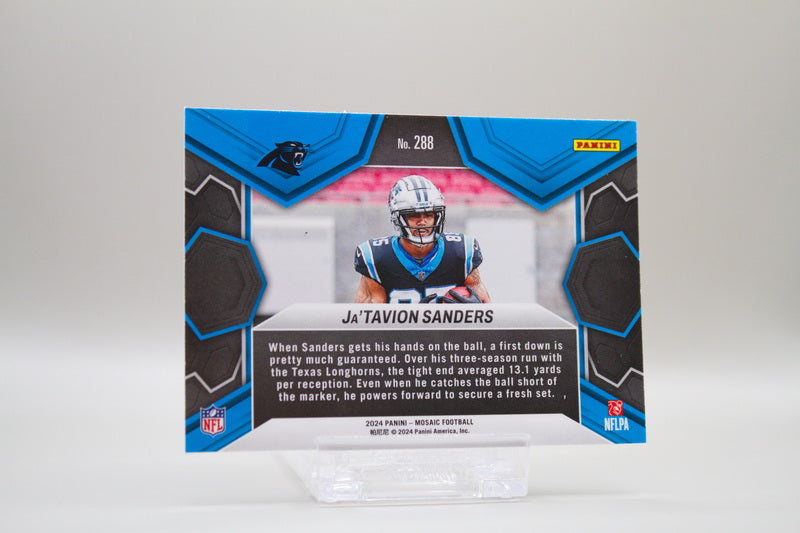 No. 288
PANINI
85
85
JA'TAVION SANDERS
When Sanders gets his hands on the ball, a first down is
pretty much guaranteed. Over his three-season run with
the Texas Longhorns, the tight end averaged 13.1 yards
per reception. Even when he catches the ball short of
the marker, he powers forward to secure a fresh set.
2024 PANINI – MOSAIC FOOTBALL
帕尼尼 © 2024 Panini America, Inc.
NFL
NFLPA